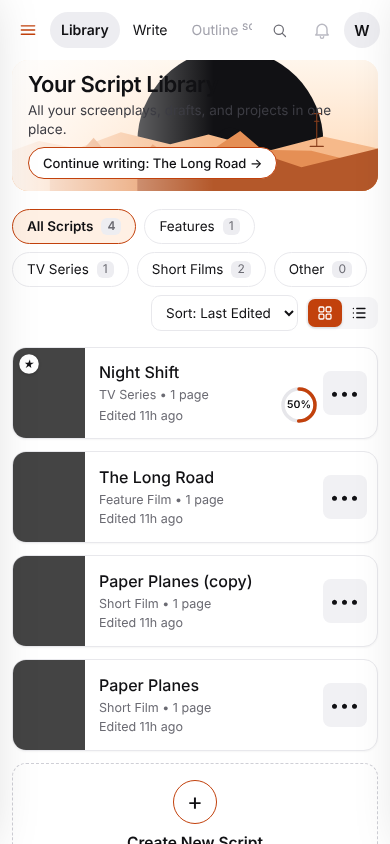 Library Write Outline W
Your Script Library
All your screenplays, drafts, and projects in one
place.
Continue writing: The Long Road →
All Scripts 4
Features 1
TV Series 1
Short Films 2
Other 0
Sort: Last Edited
Night Shift
TV Series • 1 page
Edited 11h ago
50%
The Long Road
Feature Film • 1 page
Edited 11h ago
Paper Planes (copy)
Short Film • 1 page
Edited 11h ago
Paper Planes
Short Film • 1 page
Edited 11h ago
+
Create New Script